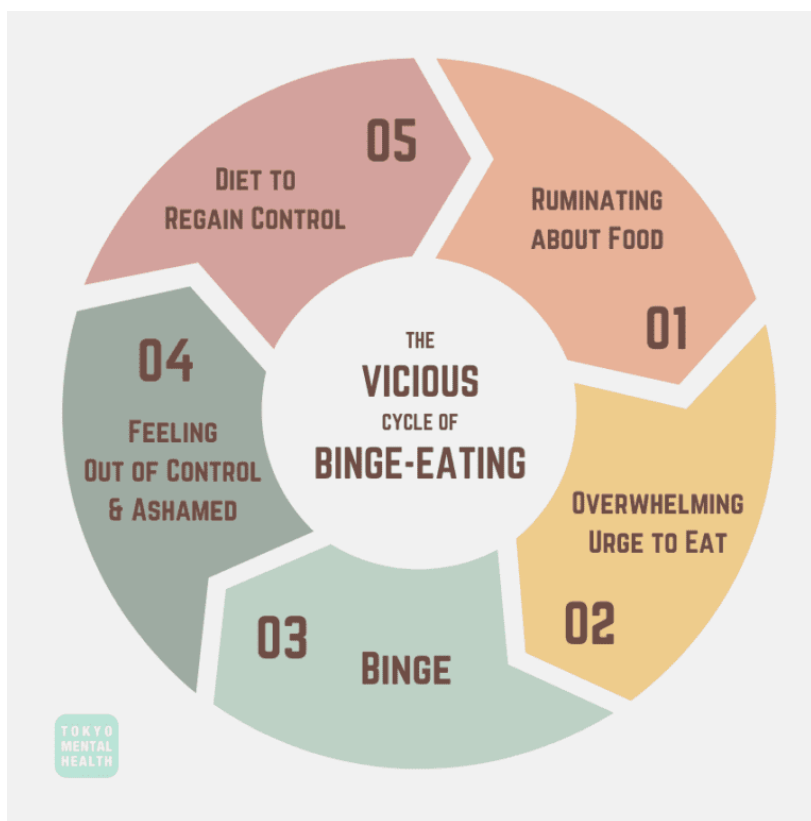 THE
VICIOUS
CYCLE OF
BINGE-EATING
RUMINATING
ABOUT FOOD
01
OVERWHELMING
URGE TO EAT
02
03
BINGE
04
FEELING
OUT OF CONTROL
& ASHAMED
05
DIET TO
REGAIN CONTROL
TOKYO
MENTAL
HEALTH